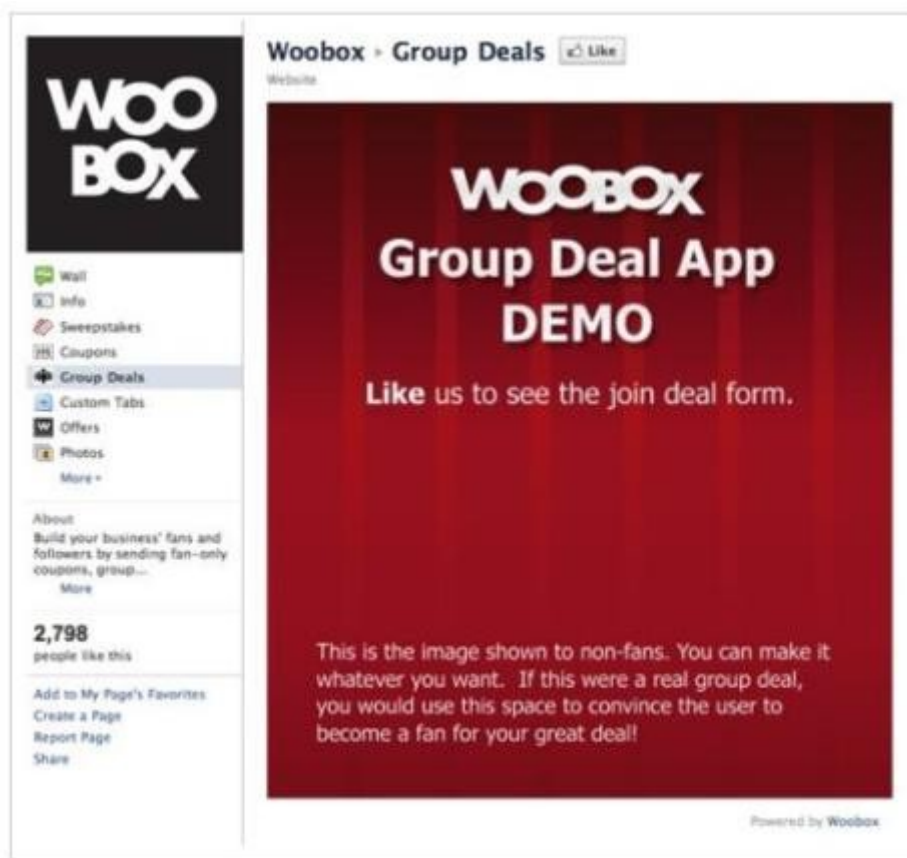 WOO
BOX
Wall
Info
Sweepstakes
Coupons
Group Deals
Custom Tabs
Offers
Photos
More
About
Build your business' fans and
followers by sending fan-only
coupons, group...
More
2,798
people like this
Add to My Page's Favorites
Create a Page
Report Page
Share
Woobox ▸ Group Deals Like
Website
WOOBOX
Group Deal App
DEMO
Like us to see the join deal form.
This is the image shown to non-fans. You can make it
whatever you want. If this were a real group deal,
you would use this space to convince the user to
become a fan for your great deal!
Powered by Woobox